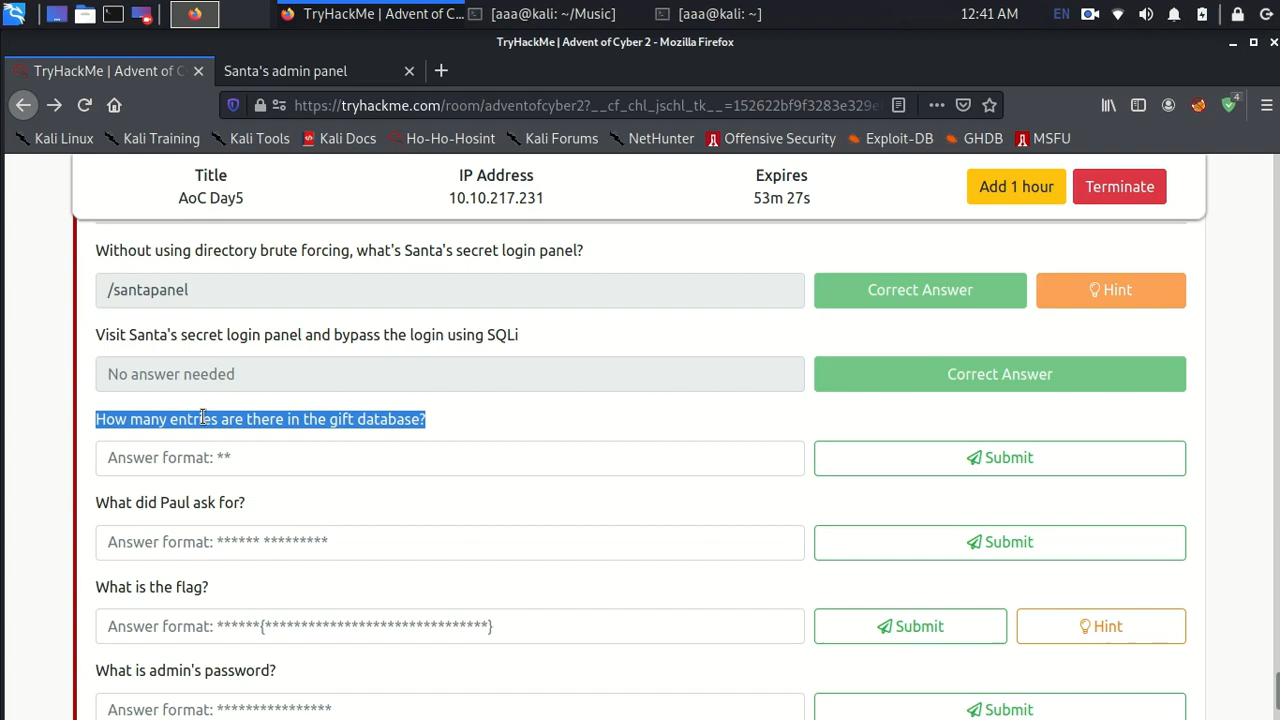 TryHackMe | Advent of C...
[aaa@kali: ~/Music]
[aaa@kali: ~]
12:41 AM
EN
TryHackMe | Advent of Cyber 2 - Mozilla Firefox
TryHackMe | Advent of C
Santa's admin panel
https://tryhackme.com/room/adventofcyber2?__cf_chl_jschl_tk__=152622bf9f3283e329e
4
Kali Linux
Kali Training
Kali Tools
Kali Docs
Ho-Ho-Hosint
Kali Forums
NetHunter
Offensive Security
Exploit-DB
GHDB
MSFU
Title
IP Address
Expires
AoC Day5
10.10.217.231
53m 27s
Add 1 hour
Terminate
Without using directory brute forcing, what's Santa's secret login panel?
/santapanel
Correct Answer
Hint
Visit Santa's secret login panel and bypass the login using SQLi
No answer needed
Correct Answer
How many entries are there in the gift database?
Answer format: **
Submit
What did Paul ask for?
Answer format: ****** *********
Submit
What is the flag?
Answer format: ******{*******************************}
Submit
Hint
What is admin's password?
Answer format: ****************
Submit